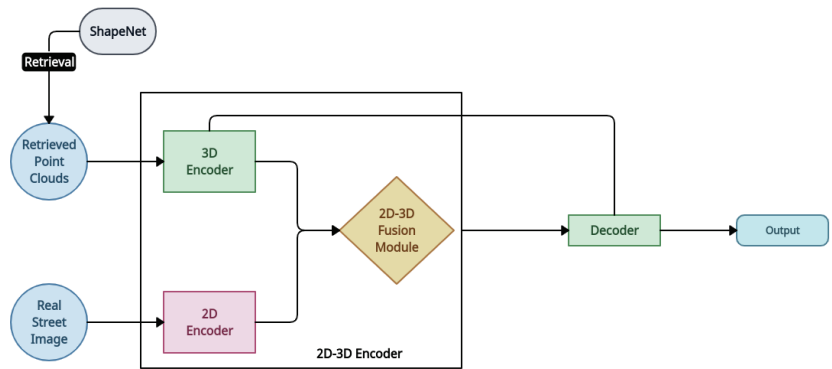 ShapeNet
Retrieval
Retrieved
Point
Clouds
3D
Encoder
2D-3D
Fusion
Module
Decoder
Output
Real
Street
Image
2D
Encoder
2D-3D Encoder